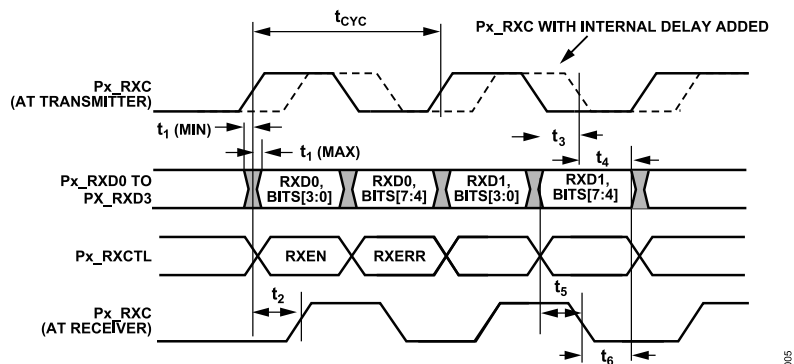 tCYC
Px_RXC WITH INTERNAL DELAY ADDED
Px_RXC
(AT TRANSMITTER)
t1 (MIN)
t3
t1 (MAX)
t4
Px_RXD0 TO
PX_RXD3
RXD0,
BITS[3:0]
RXD0,
BITS[7:4]
RXD1,
BITS[3:0]
RXD1,
BITS[7:4]
Px_RXCTL
RXEN
RXERR
t2
t5
Px_RXC
(AT RECEIVER)
t6
005